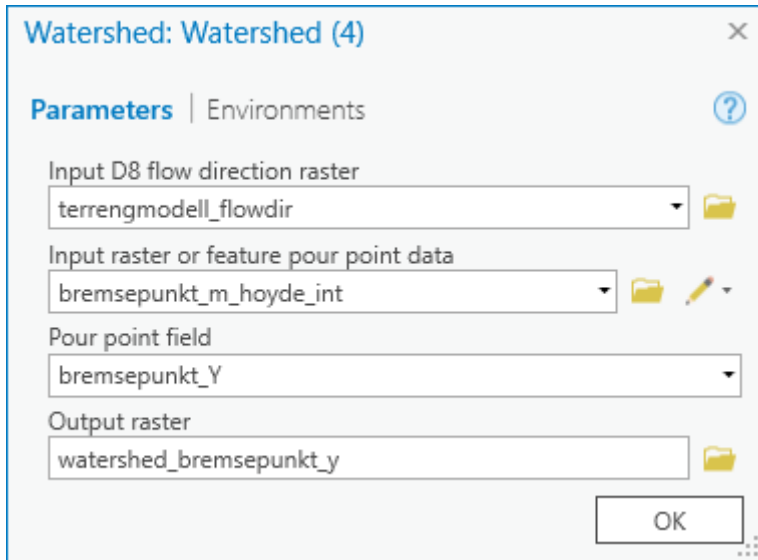 Watershed: Watershed (4)
Parameters | Environments
Input D8 flow direction raster
terrengmodell_flowdir
Input raster or feature pour point data
bremsepunkt_m_hoyde_int
Pour point field
bremsepunkt_Y
Output raster
watershed_bremsepunkt_y
OK